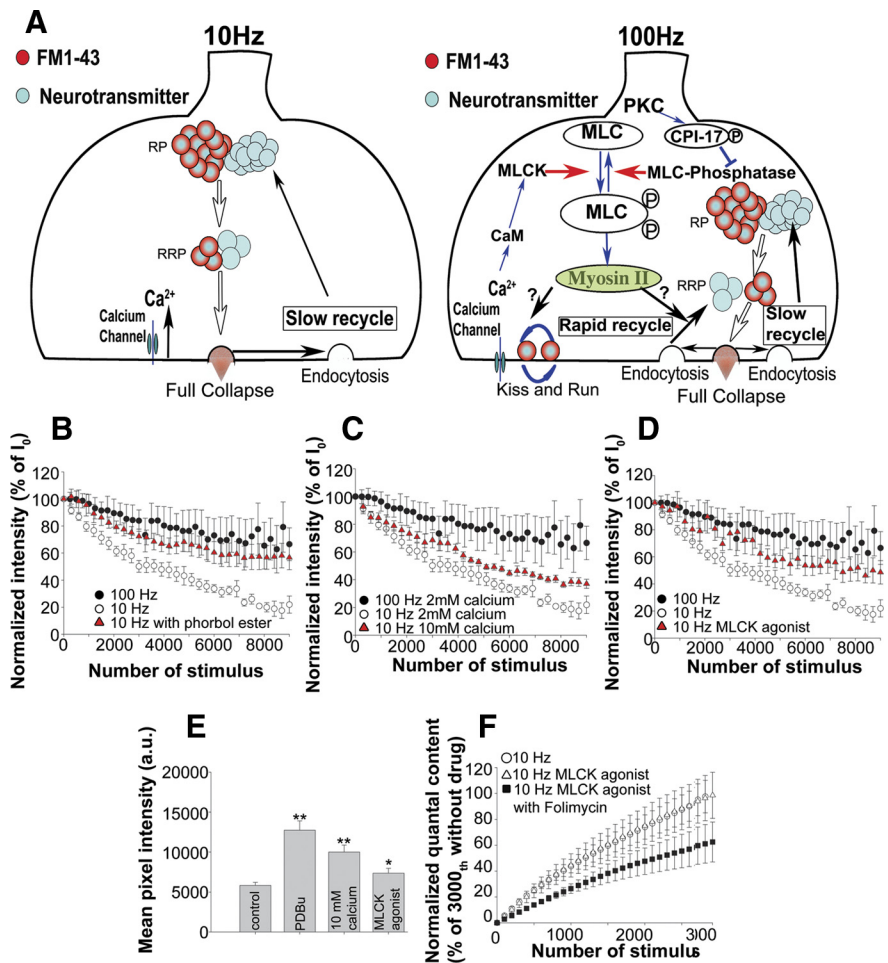 A
10Hz
FM1-43
Neurotransmitter
RP
RRP
Ca2+
Calcium
Channel
Slow recycle
Full Collapse
Endocytosis
100Hz
FM1-43
Neurotransmitter
PKC
MLC
CPI-17
P
MLCK
MLC-Phosphatase
MLC
P
P
RP
CaM
Myosin II
RRP
Ca2+
?
?
Calcium
Channel
Rapid recycle
Slow
recycle
Endocytosis
Endocytosis
Kiss and Run
Full Collapse
B
Normalized intensity (% of I0)
120
100
80
60
40
20
0
100 Hz
10 Hz
10 Hz with phorbol ester
0
2000
4000
6000
8000
Number of stimulus
C
Normalized intensity (% of I0)
120
100
80
60
40
20
0
100 Hz 2mM calcium
10 Hz 2mM calcium
10 Hz 10mM calcium
0
2000
4000
6000
8000
Number of stimulus
D
Normalized intensity (% of I0)
120
100
80
60
40
20
0
100 Hz
10 Hz
10 Hz MLCK agonist
0
2000
4000
6000
8000
Number of stimulus
E
Mean pixel intensity (a.u.)
20000
15000
10000
5000
0
**
**
*
control
PDBu
10 mM
calcium
MLCK
agonist
F
Normalized quantal content
(% of 3000th without drug)
120
100
80
60
40
20
0
10 Hz
10 Hz MLCK agonist
10 Hz MLCK agonist
with Folimycin
0
1000
2000
300
Number of stimulus